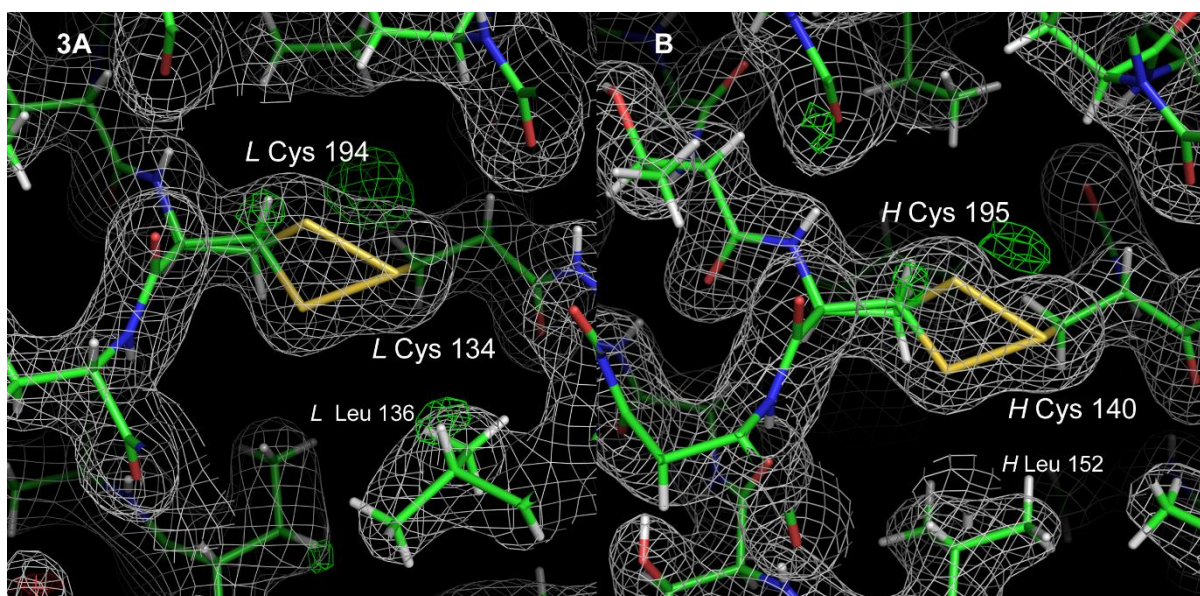 3A
B
L Cys 194
H Cys 195
L Cys 134
H Cys 140
L Leu 136
H Leu 152